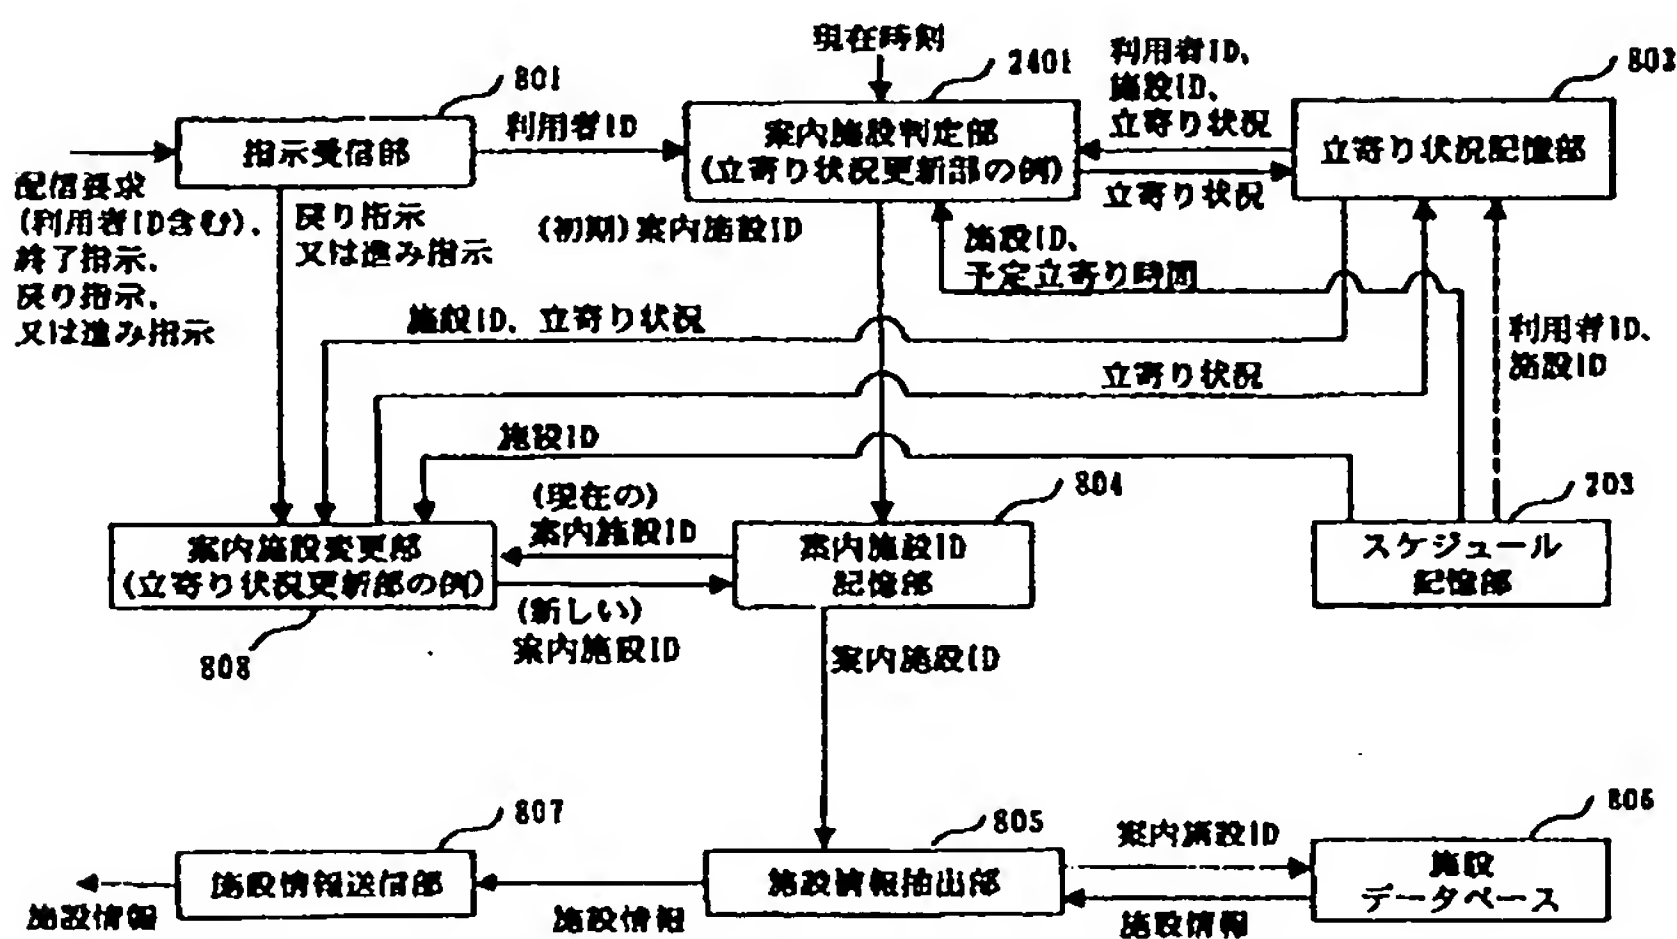 現在時刻
801
2401
利用者ID、
施設ID、
立寄り状況
指示受信部
利用者ID
案内施設判定部
(立寄り状況更新部の例)
立寄り状況記憶部
立寄り状況
配信要求
(利用者ID含む)、
終了指示、
戻り指示、
又は進み指示
戻り指示
又は進み指示
(初期)案内施設ID
施設ID、
予定立寄り時間
施設ID、立寄り状況
利用者ID、
施設ID
立寄り状況
施設ID
804
(現在の)
案内施設ID
案内施設変更部
(立寄り状況更新部の例)
案内施設ID
記憶部
スケジュール
記憶部
(新しい)
案内施設ID
808
案内施設ID
807
805
806
案内施設ID
施設情報送信部
施設情報抽出部
施設
データベース
施設情報
施設情報
施設情報